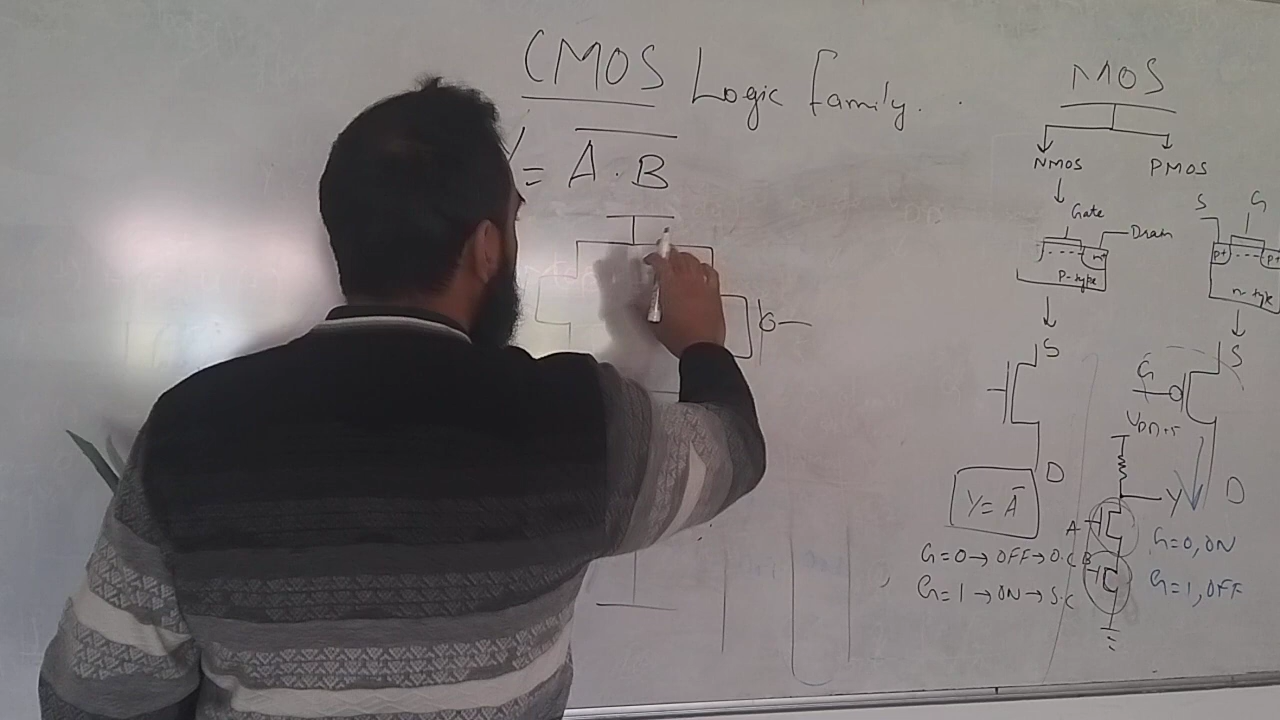 CMOS Logic family.
Y = A̅ ̅·̅ ̅B̅
MOS
NMOS PMOS
Gate
Drain
P-type
n+
S G
P+ P+
n-type
S
D
Y = A̅
G=0 → OFF → O.C
G=1 → ON → S.C
S
G
D
Y
A
B
G=0, ON
G=1, OFF